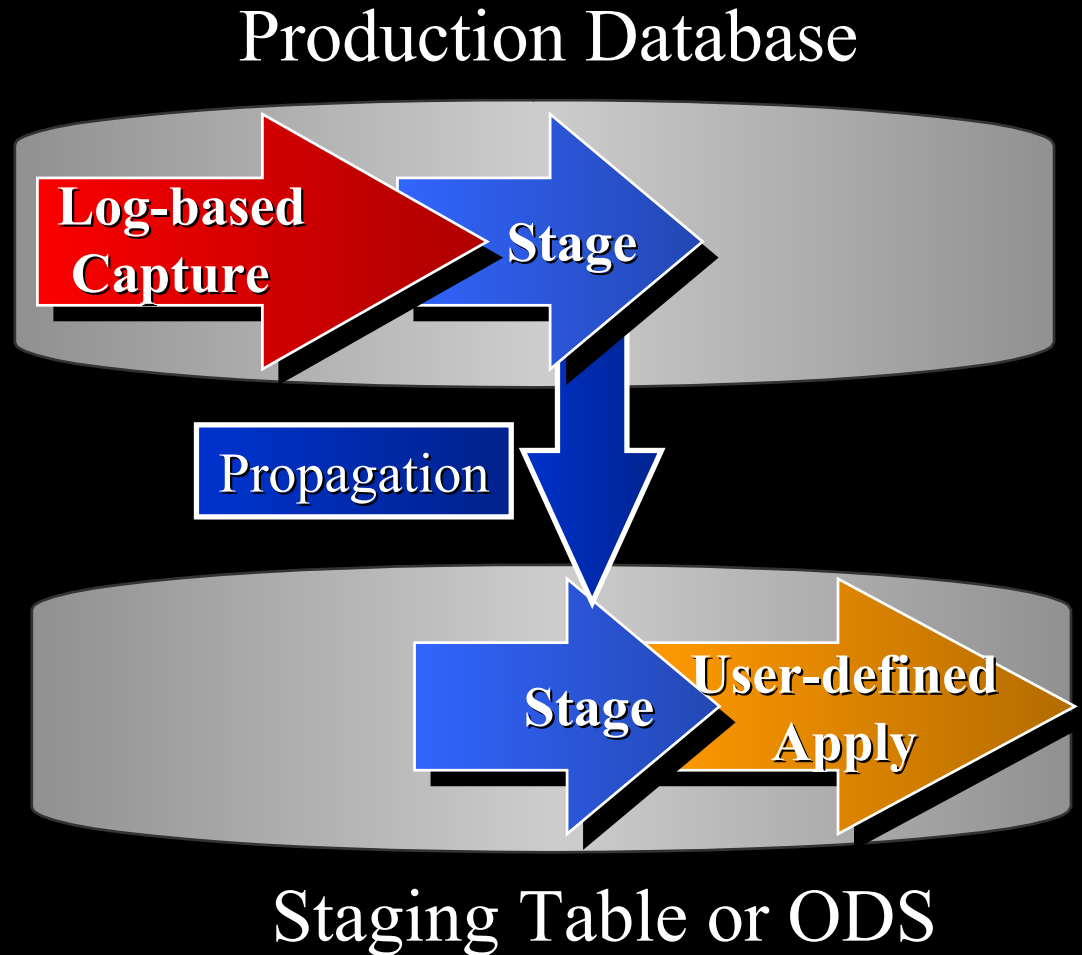 Production Database
Log-based
Capture
Stage
Propagation
Stage
User-defined
Apply
Staging Table or ODS